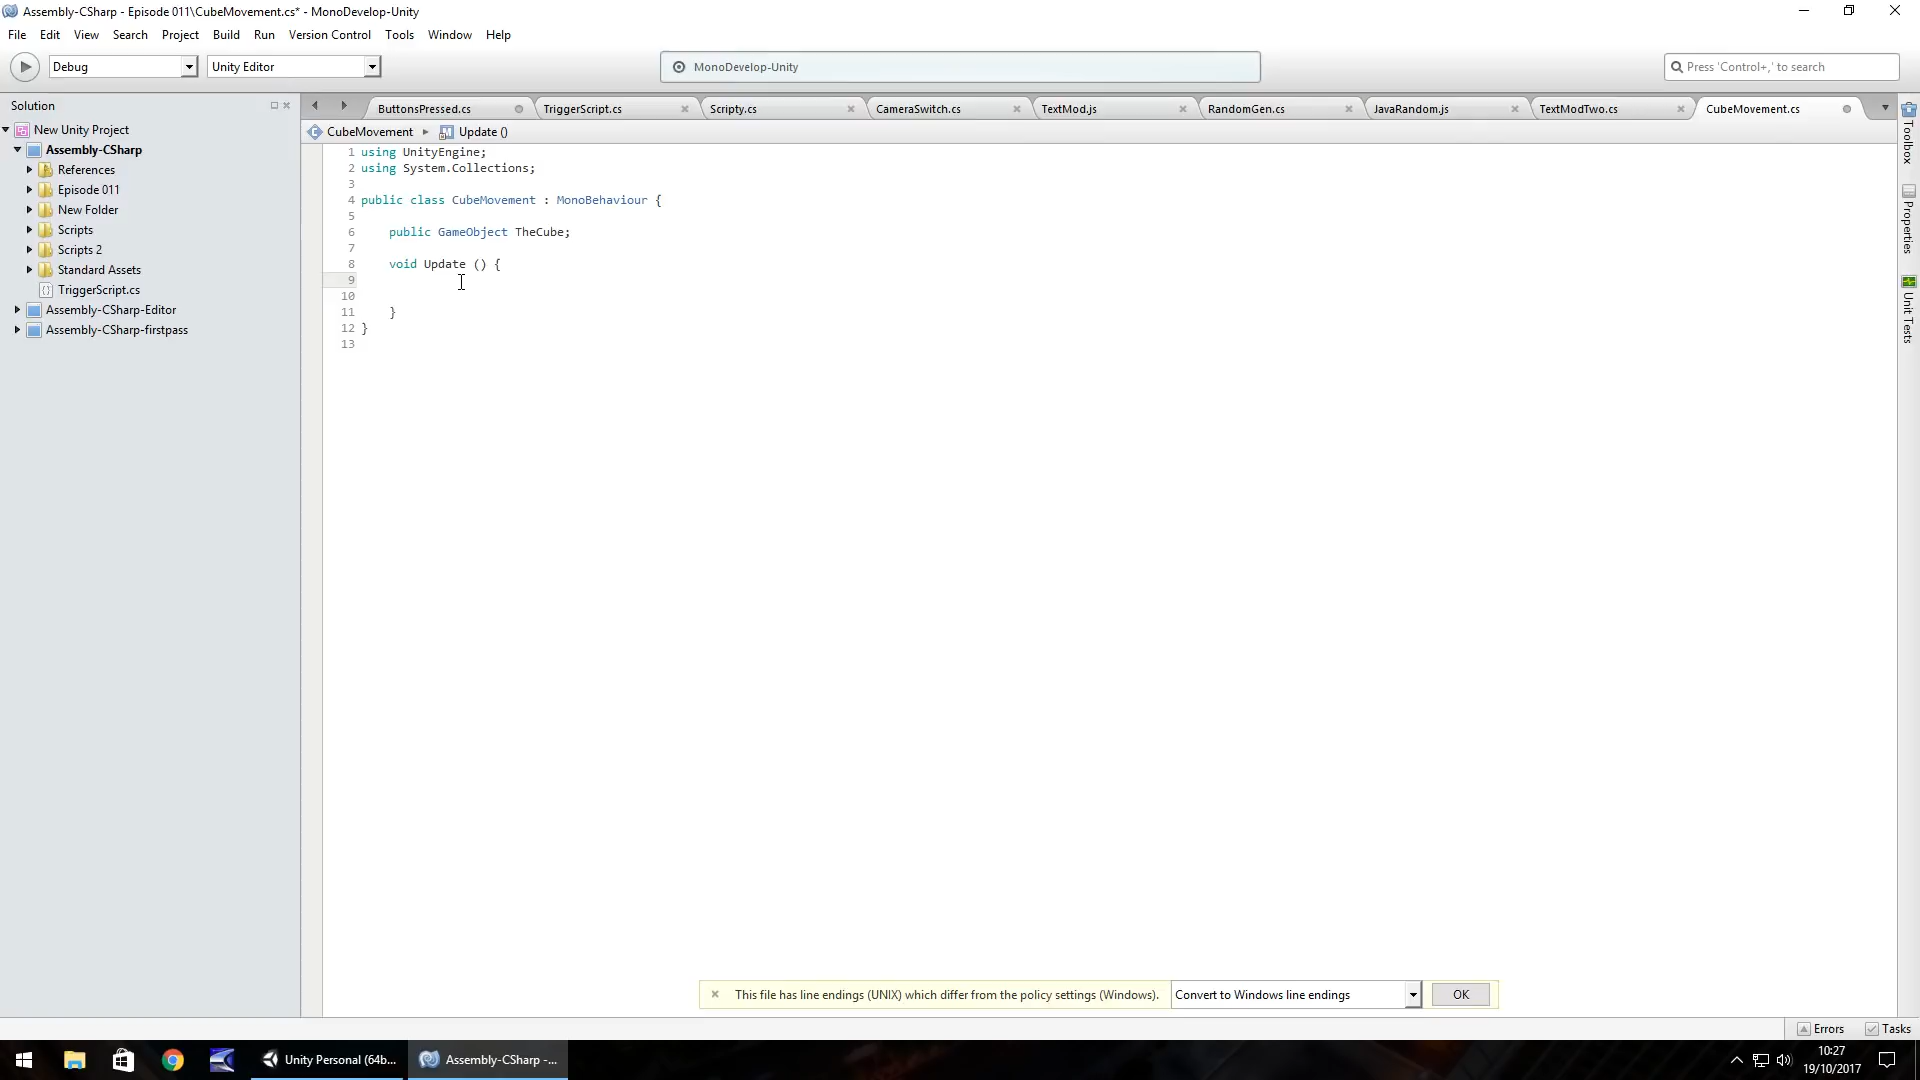 Assembly-CSharp - Episode 011\CubeMovement.cs* - MonoDevelop-Unity
File Edit View Search Project Build Run Version Control Tools Window Help
Debug Unity Editor MonoDevelop-Unity Press 'Control+,' to search
Solution
ButtonsPressed.cs TriggerScript.cs Scripty.cs CameraSwitch.cs TextMod.js RandomGen.cs JavaRandom.js TextModTwo.cs CubeMovement.cs
New Unity Project
Assembly-CSharp
References
Episode 011
New Folder
Scripts
Scripts 2
Standard Assets
TriggerScript.cs
Assembly-CSharp-Editor
Assembly-CSharp-firstpass
CubeMovement Update ()
1 using UnityEngine;
2 using System.Collections;
3
4 public class CubeMovement : MonoBehaviour {
5
6 public GameObject TheCube;
7
8 void Update () {
9
10
11 }
12 }
13
Toolbox
Properties
Unit Tests
This file has line endings (UNIX) which differ from the policy settings (Windows). Convert to Windows line endings OK
Errors Tasks
Unity Personal (64b... Assembly-CSharp -...
10:27
19/10/2017